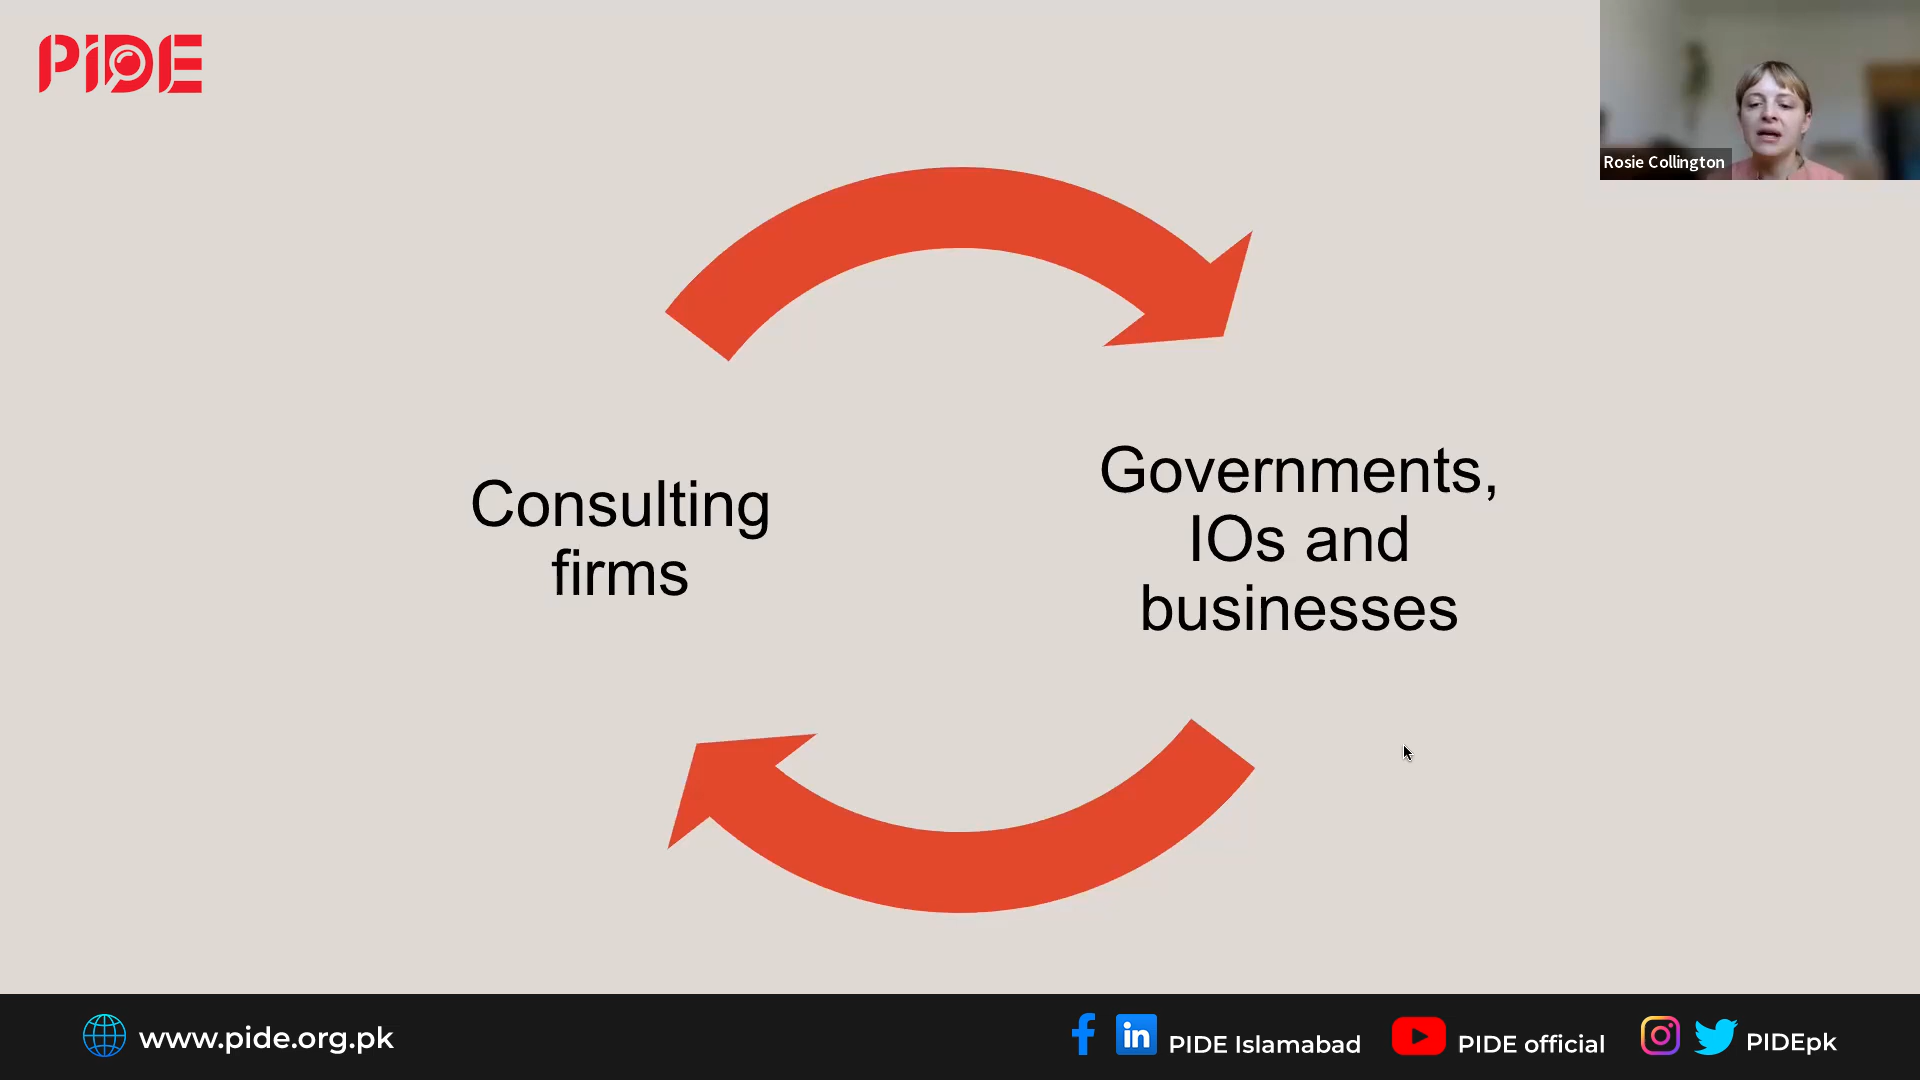 PIDE
Rosie Collington
Consulting
firms
Governments,
IOs and
businesses
www.pide.org.pk
PIDE Islamabad
PIDE official
PIDEpk